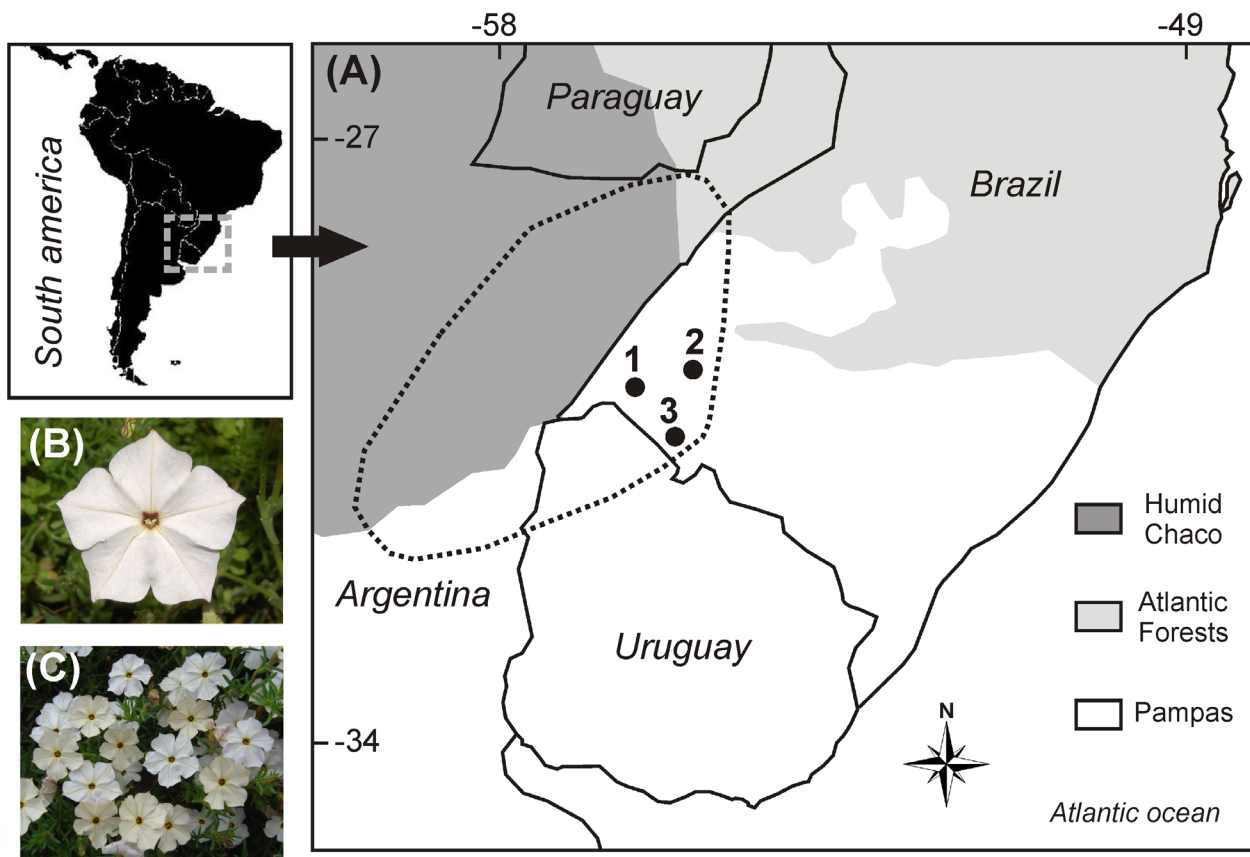 -58
-49
South america
(A)
Paraguay
-27
Brazil
1
2
3
(B)
Humid
Chaco
Argentina
Atlantic
Forests
Uruguay
(C)
Pampas
N
-34
Atlantic ocean